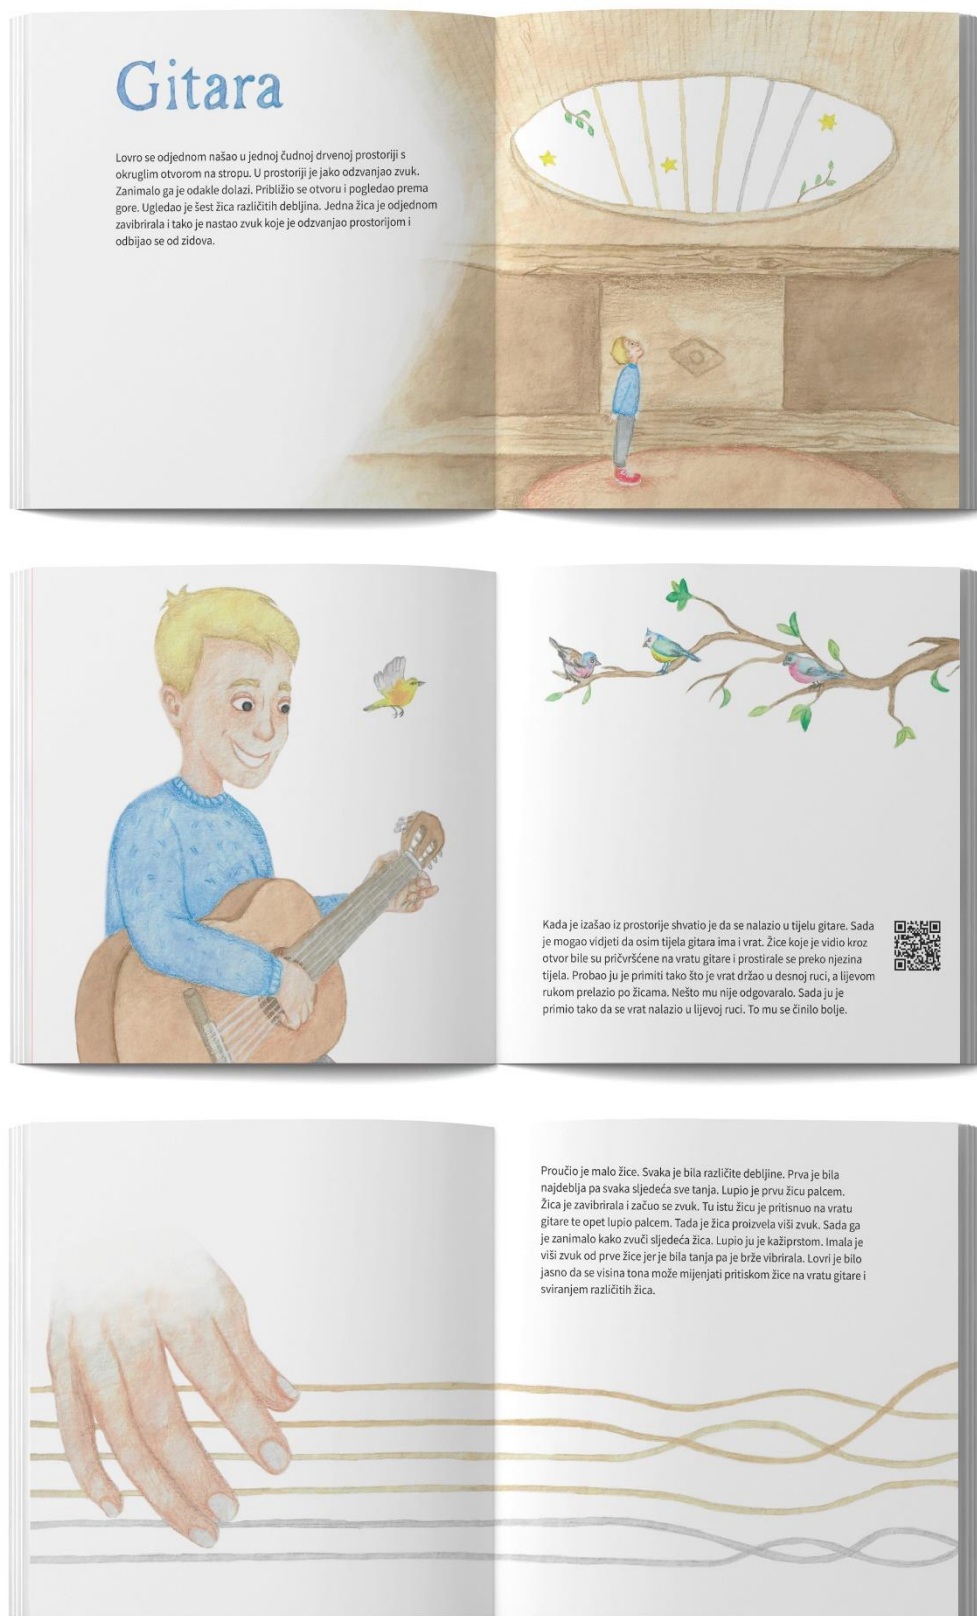 Gitara
Lovro se odjednom našao u jednoj čudnoj drvenoj prostoriji s
okruglim otvorom na stropu. U prostoriji je jako odzvanjao zvuk.
Zanimalo ga je odakle dolazi. Približio se otvoru i pogledao prema
gore. Ugledao je šest žica različitih debljina. Jedna žica je odjednom
zavibrirala i tako je nastao zvuk koje je odzvanjao prostorijom i
odbijao se od zidova.
Kada je izašao iz prostorije shvatio je da se nalazio u tijelu gitare. Sada
je mogao vidjeti da osim tijela gitara ima i vrat. Žice koje je vidio kroz
otvor bile su pričvršćene na vratu gitare i prostirale se preko njezina
tijela. Probao ju je primiti tako što je vrat držao u desnoj ruci, a lijevom
rukom prelazio po žicama. Nešto mu nije odgovaralo. Sada ju je
primio tako da se vrat nalazio u lijevoj ruci. To mu se činilo bolje.
Proučio je malo žice. Svaka je bila različite debljine. Prva je bila
najdeblja pa svaka sljedeća sve tanja. Lupio je prvu žicu palcem.
Žica je zavibrirala i začuo se zvuk. Tu istu žicu je pritisnuo na vratu
gitare te opet lupio palcem. Tada je žica proizvela viši zvuk. Sada ga
je zanimalo kako zvuči sljedeća žica. Lupio ju je kažiprstom. Imala je
viši zvuk od prve žice jer je bila tanja pa je brže vibrirala. Lovri je bilo
jasno da se visina tona može mijenjati pritiskom žice na vratu gitare i
sviranjem različitih žica.